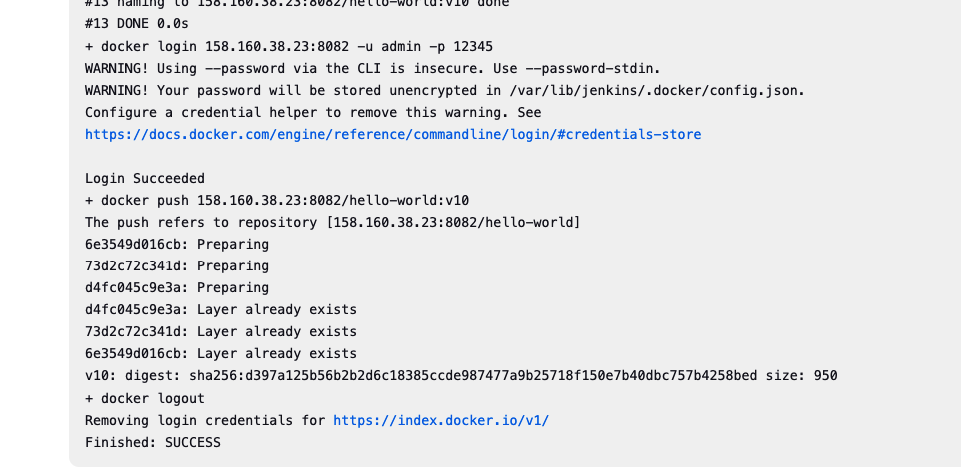 #13 naming to 158.160.38.23:8082/hello-world:v10 done
#13 DONE 0.0s
+ docker login 158.160.38.23:8082 -u admin -p 12345
WARNING! Using --password via the CLI is insecure. Use --password-stdin.
WARNING! Your password will be stored unencrypted in /var/lib/jenkins/.docker/config.json.
Configure a credential helper to remove this warning. See
https://docs.docker.com/engine/reference/commandline/login/#credentials-store
Login Succeeded
+ docker push 158.160.38.23:8082/hello-world:v10
The push refers to repository [158.160.38.23:8082/hello-world]
6e3549d016cb: Preparing
73d2c72c341d: Preparing
d4fc045c9e3a: Preparing
d4fc045c9e3a: Layer already exists
73d2c72c341d: Layer already exists
6e3549d016cb: Layer already exists
v10: digest: sha256:d397a125b56b2b2d6c18385ccde987477a9b25718f150e7b40dbc757b4258bed size: 950
+ docker logout
Removing login credentials for https://index.docker.io/v1/
Finished: SUCCESS